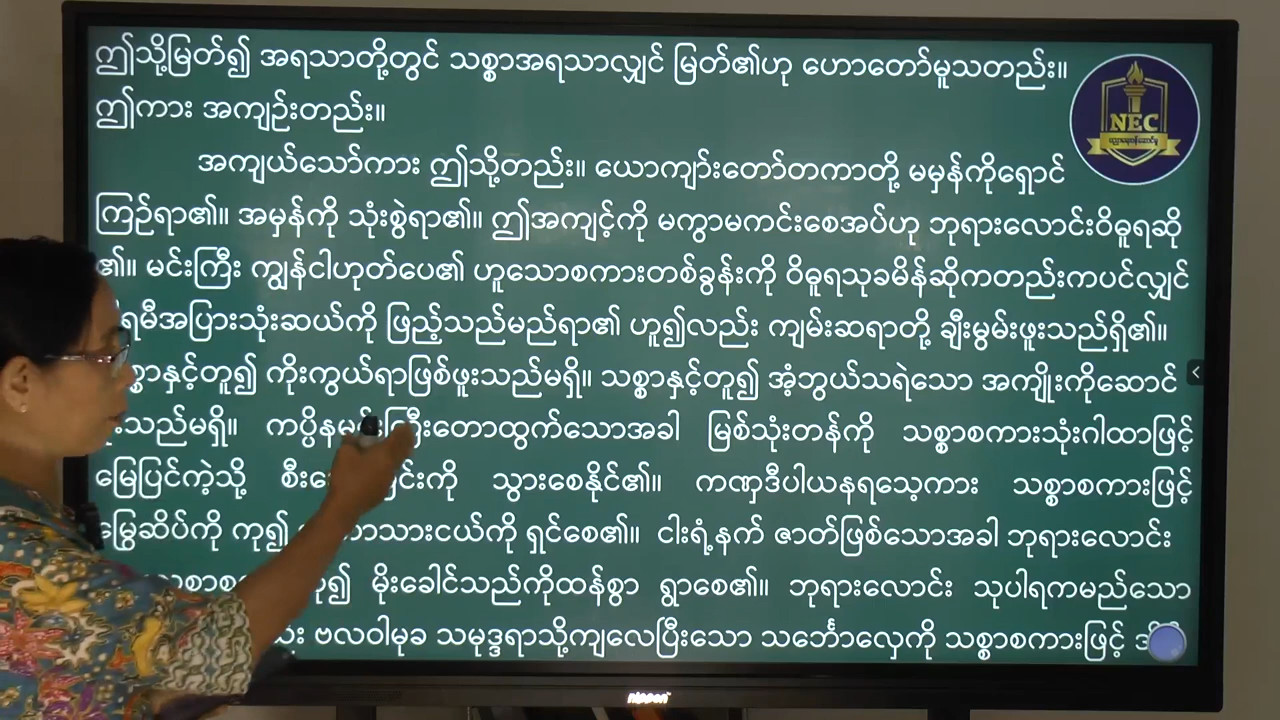 ဤသို့မြတ်၍ အရသာတို့တွင် သစ္စာအရသာလျှင် မြတ်၏ဟု ဟောတော်မူသတည်း။
ဤကား အကျဉ်းတည်း။
အကျယ်သော်ကား ဤသို့တည်း။ ယောကျာ်းတော်တကာတို့ မမှန်ကိုရှောင်
ကြဉ်ရာ၏။ အမှန်ကို သုံးစွဲရာ၏။ ဤအကျင့်ကို မကွာမကင်းစေအပ်ဟု ဘုရားလောင်းဝိဓူရဆို
၏။ မင်းကြီး ကျွန်ငါဟုတ်ပေ၏ ဟူသောစကားတစ်ခွန်းကို ဝိဓူရသုခမိန်ဆိုကတည်းကပင်လျှင်
ရမီအပြားသုံးဆယ်ကို ဖြည့်သည်မည်ရာ၏ ဟူ၍လည်း ကျမ်းဆရာတို့ ချီးမွမ်းဖူးသည်ရှိ၏။
စ္စာနှင့်တူ၍ ကိုးကွယ်ရာဖြစ်ဖူးသည်မရှိ။ သစ္စာနှင့်တူ၍ အံ့ဘွယ်သရဲသော အကျိုးကိုဆောင်
သည်မရှိ။ ကပ္ပိန တောထွက်သောအခါ မြစ်သုံးတန်ကို သစ္စာစကားသုံးဂါထာဖြင့်
မြေပြင်ကဲ့သို့ သွားစေနိုင်၏။ ကဏှဒီပါယနရသေ့ကား သစ္စာစကားဖြင့်
မြွေဆိပ်ကို ကု၍ သားငယ်ကို ရှင်စေ၏။ ငါးရံ့နက် ဇာတ်ဖြစ်သောအခါ ဘုရားလောင်း
မိုးခေါင်သည်ကိုထန်စွာ ရွာစေ၏။ ဘုရားလောင်း သုပါရကမည်သော
ဗလဝါမုခ သမုဒ္ဒရာသို့ကျလေပြီးသော သင်္ဘောလှေကို သစ္စာစကားဖြင့်
NEC
nippon